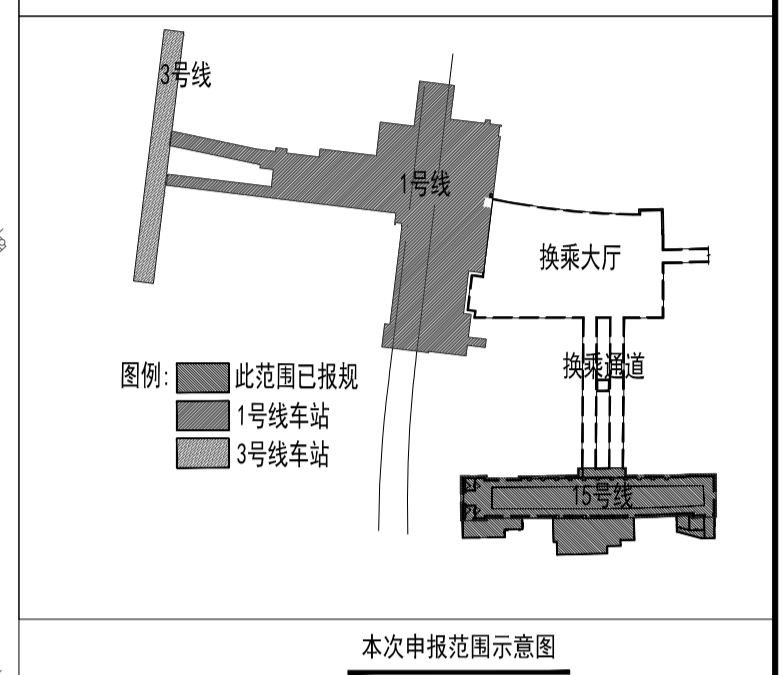 3号线
1号线
换乘大厅
换乘通道
图例:
此范围已报规
1号线车站
3号线车站
15号线
本次申报范围示意图